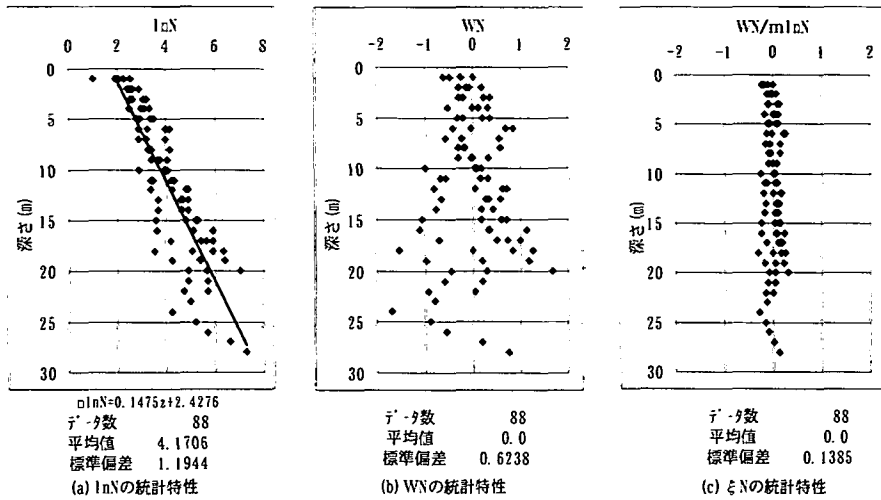 lnN
0 2 4 6 8
0
5
10
15
20
25
30
深さ(m)
□lnN=0.1475z+2.4276
データ数 88
平均値 4.1706
標準偏差 1.1944
(a) lnNの統計特性
WN
-2 -1 0 1 2
0
5
10
15
20
25
30
深さ(m)
データ数 88
平均値 0.0
標準偏差 0.6238
(b) WNの統計特性
WN/mlnN
-2 -1 0 1 2
0
5
10
15
20
25
30
深さ(m)
データ数 88
平均値 0.0
標準偏差 0.1385
(c) ξNの統計特性